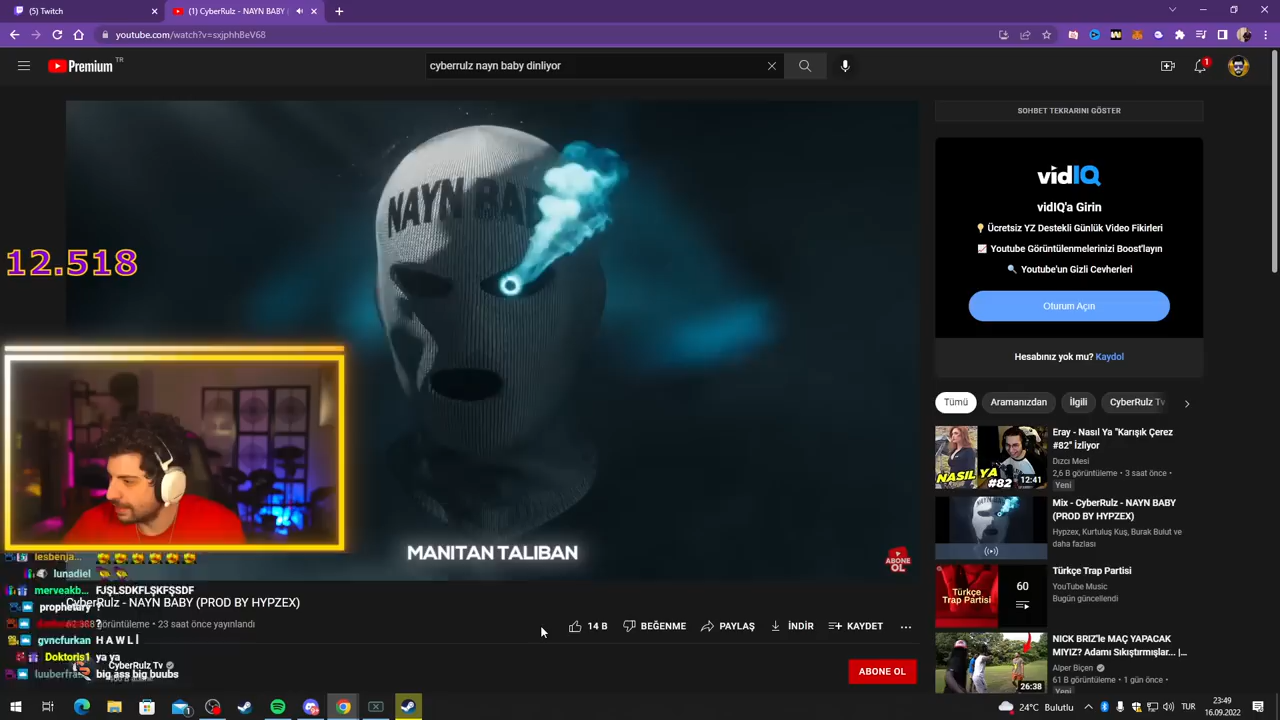 (5) Twitch
(1) CyberRulz - NAYN BABY (
youtube.com/watch?v=sxjphhBeV68
Premium TR
cyberrulz nayn baby dinliyor
1
SOHBET TEKRARINI GÖSTER
NAYN BAB
12.518
vidIQ
vidIQ'a Girin
Ücretsiz YZ Destekli Günlük Video Fikirleri
Youtube Görüntülenmelerinizi Boost'layın
Youtube'un Gizli Cevherleri
Oturum Açın
Hesabınız yok mu? Kaydol
Tümü
Aramanızdan
İlgili
CyberRulz Tv
NASIL YA #82
12:41
Eray - Nasıl Ya "Karışık Çerez #82" İzliyor
Dızcı Mesi
2,6 B görüntüleme • 3 saat önce •
Yeni
Mix - CyberRulz - NAYN BABY (PROD BY HYPZEX)
Hypzex, Kurtuluş Kuş, Burak Bulut ve daha fazlası
Türkçe Trap Partisi
60
Türkçe Trap Partisi
YouTube Music
Bugün güncellendi
26:38
NICK BRIZ'le MAÇ YAPACAK MIYIZ? Adamı Sıkıştırmışlar... |...
Alper Biçen
61 B görüntüleme • 1 gün önce •
Yeni
MANITAN TALIBAN
ABONE OL
lesbenja...
lunadiel:
merveakb... FJŞLSDKFLŞKFŞSDF
CyberRulz - NAYN BABY (PROD BY HYPZEX)
prophetary: ?
görüntüleme • 23 saat önce yayınlandı
?
gvncfurkan: H A W L !
Doktoris1: ya ya
CyberRulz Tv
luuberfras: big ass big buubs
14 B
BEĞENME
PAYLAŞ
İNDİR
KAYDET
ABONE OL
24°C Bulutlu
TUR
23:49
16.09.2022